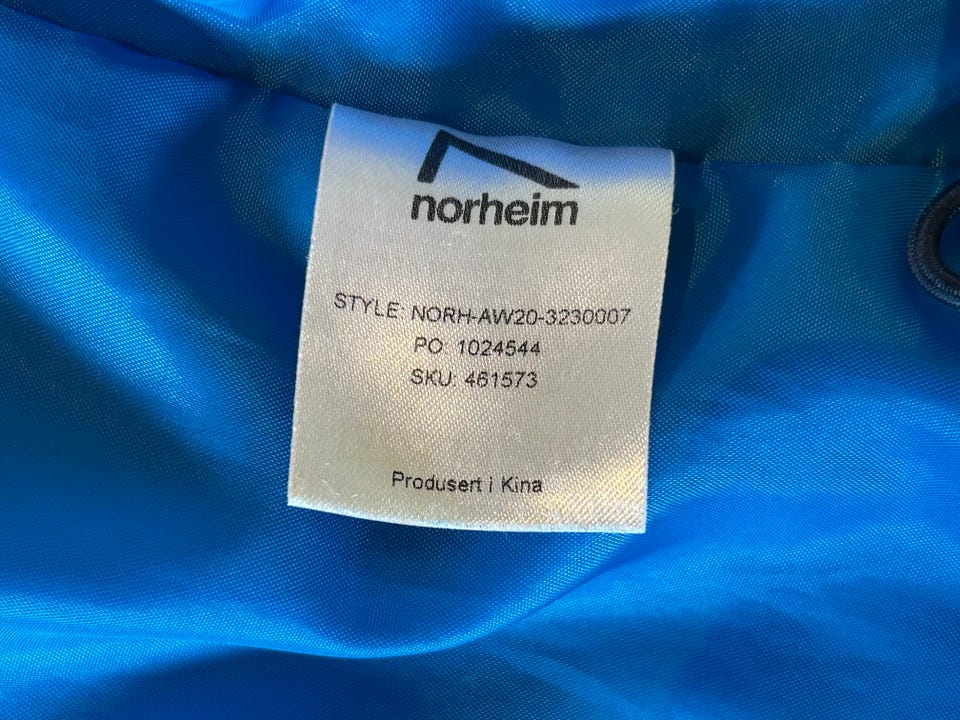 norheim
STYLE: NORH-AW20-3230007
PO: 1024544
SKU: 461573
Produsert i Kina